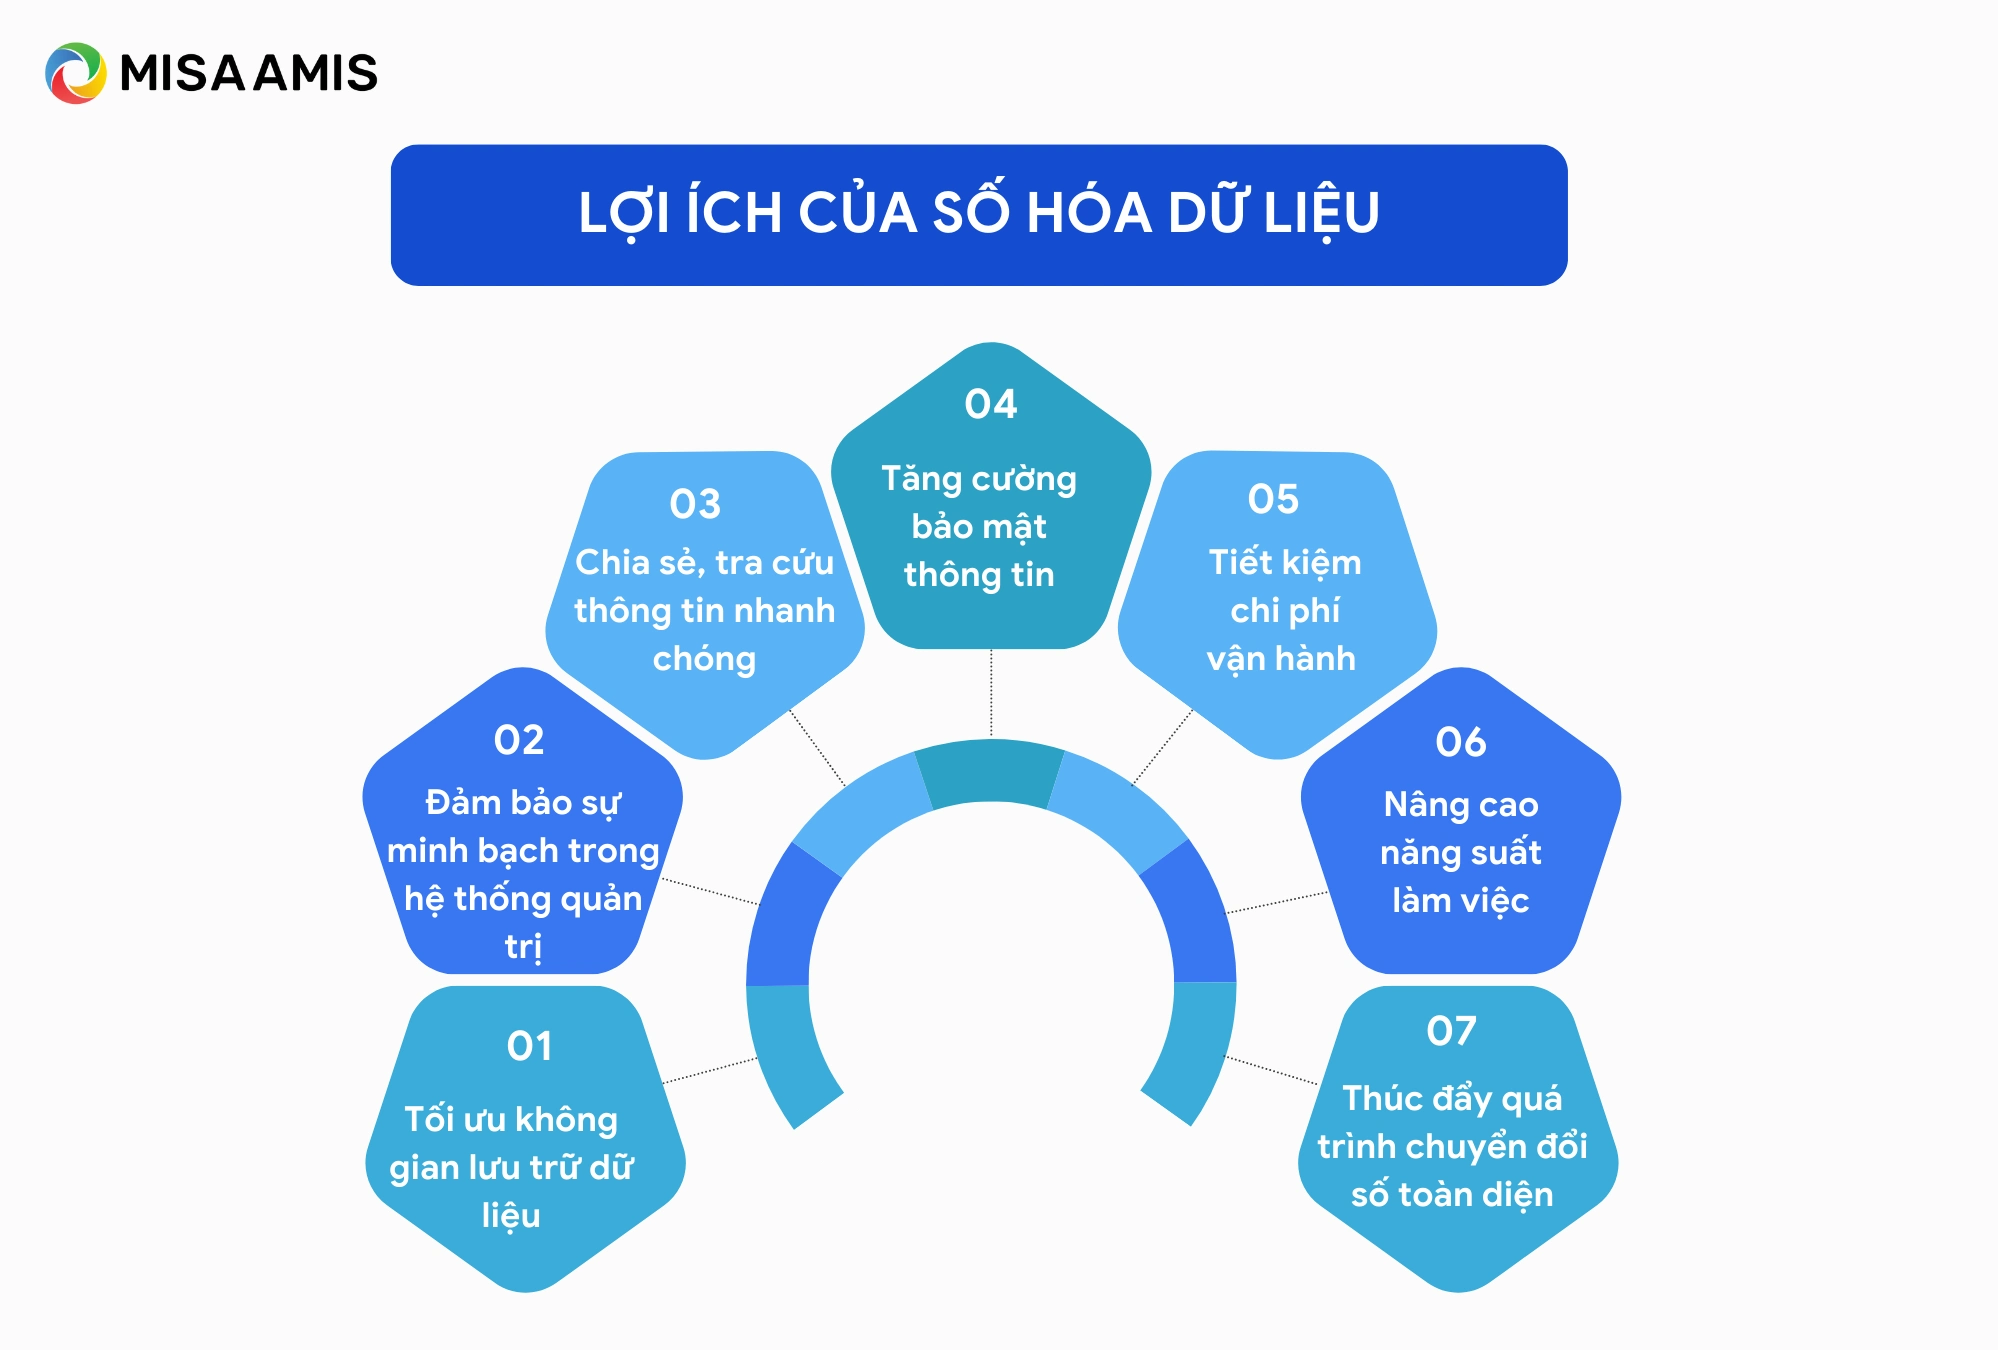 MISA AMIS
LỢI ÍCH CỦA SỐ HÓA DỮ LIỆU
01
Tối ưu không
gian lưu trữ dữ
liệu
02
Đảm bảo sự
minh bạch trong
hệ thống quản
trị
03
Chia sẻ, tra cứu
thông tin nhanh
chóng
04
Tăng cường
bảo mật
thông tin
05
Tiết kiệm
chi phí
vận hành
06
Nâng cao
năng suất
làm việc
07
Thúc đẩy quá
trình chuyển đổi
số toàn diện